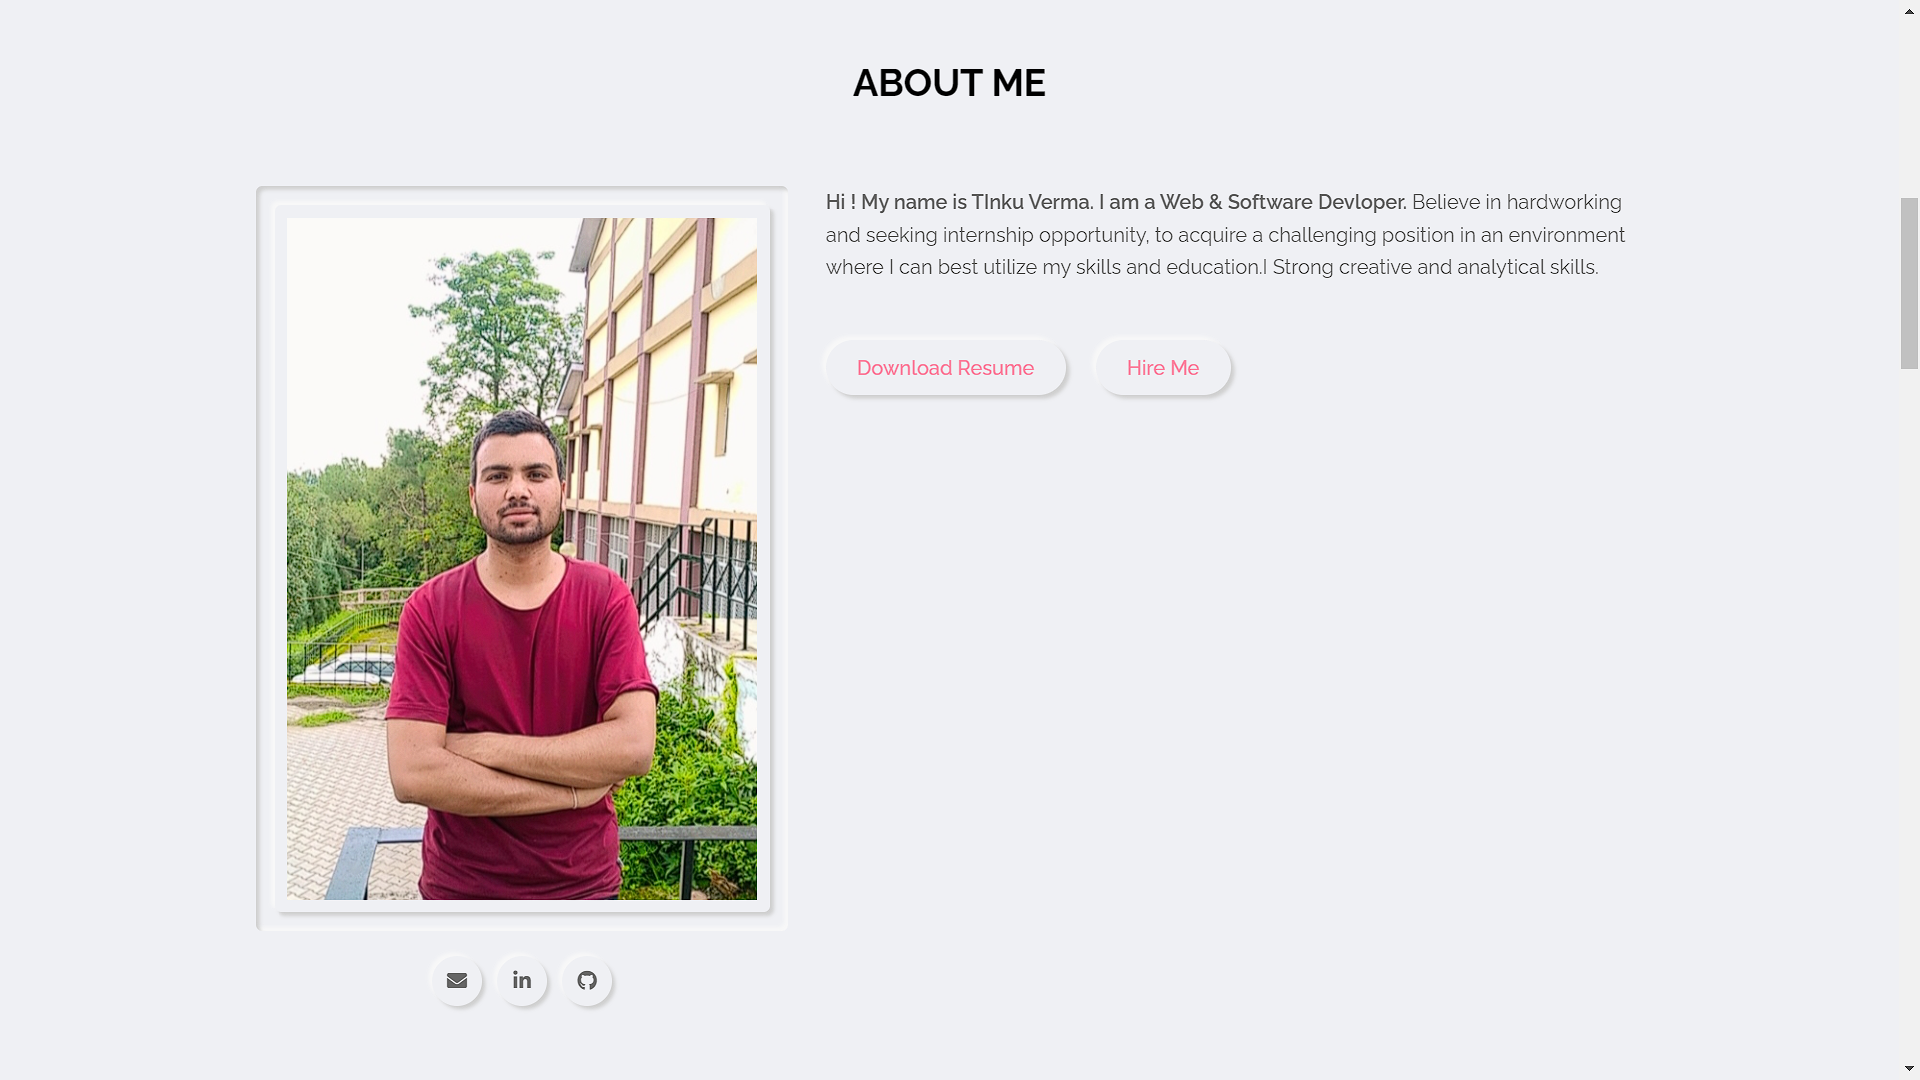 ABOUT ME
Hi ! My name is TInku Verma. I am a Web & Software Devloper. Believe in hardworking
and seeking internship opportunity, to acquire a challenging position in an environment
where I can best utilize my skills and education.I Strong creative and analytical skills.
Download Resume
Hire Me